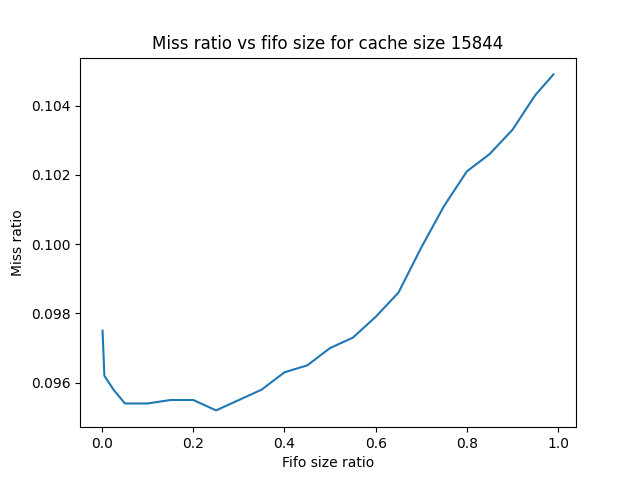 Miss ratio vs fifo size for cache size 15844
0.104
0.102
0.100
0.098
0.096
Miss ratio
0.0 0.2 0.4 0.6 0.8 1.0
Fifo size ratio